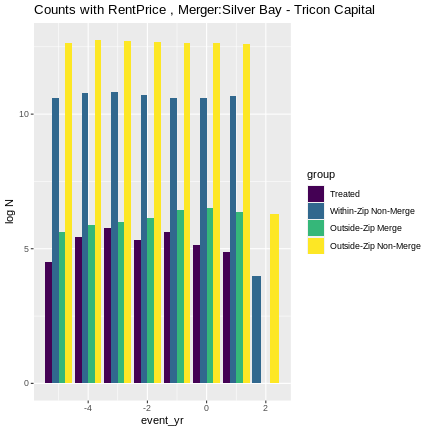 Counts with RentPrice , Merger:Silver Bay - Tricon Capital
log N
10
5
0
-4
-2
0
2
event_yr
group
Treated
Within-Zip Non-Merge
Outside-Zip Merge
Outside-Zip Non-Merge